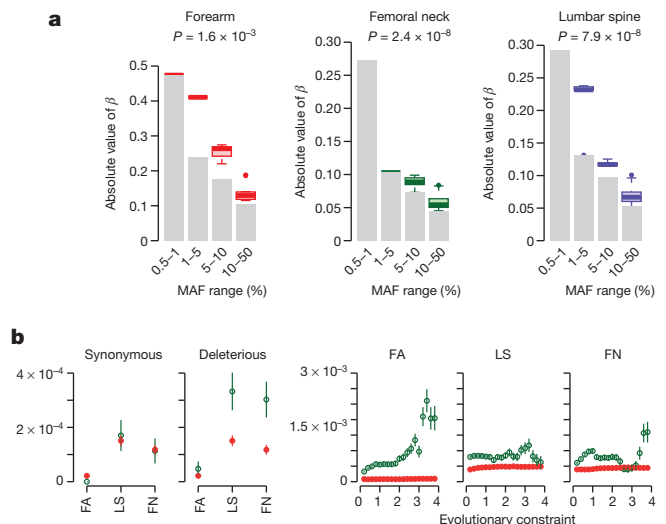 a
Forearm
P = 1.6 × 10⁻³
Absolute value of β
0.5
0.4
0.3
0.2
0.1
0
0.5–1
1–5
5–10
10–50
MAF range (%)
Femoral neck
P = 2.4 × 10⁻⁸
Absolute value of β
0.30
0.25
0.20
0.15
0.10
0.05
0
0.5–1
1–5
5–10
10–50
MAF range (%)
Lumbar spine
P = 7.9 × 10⁻⁸
Absolute value of β
0.30
0.25
0.20
0.15
0.10
0.05
0
0.5–1
1–5
5–10
10–50
MAF range (%)
b
Synonymous
Deleterious
4 × 10⁻⁴
2 × 10⁻⁴
0
FA
LS
FN
FA
LS
FN
FA
LS
FN
3 × 10⁻³
1.5 × 10⁻³
0
0 1 2 3 4
0 1 2 3 4
0 1 2 3 4
Evolutionary constraint